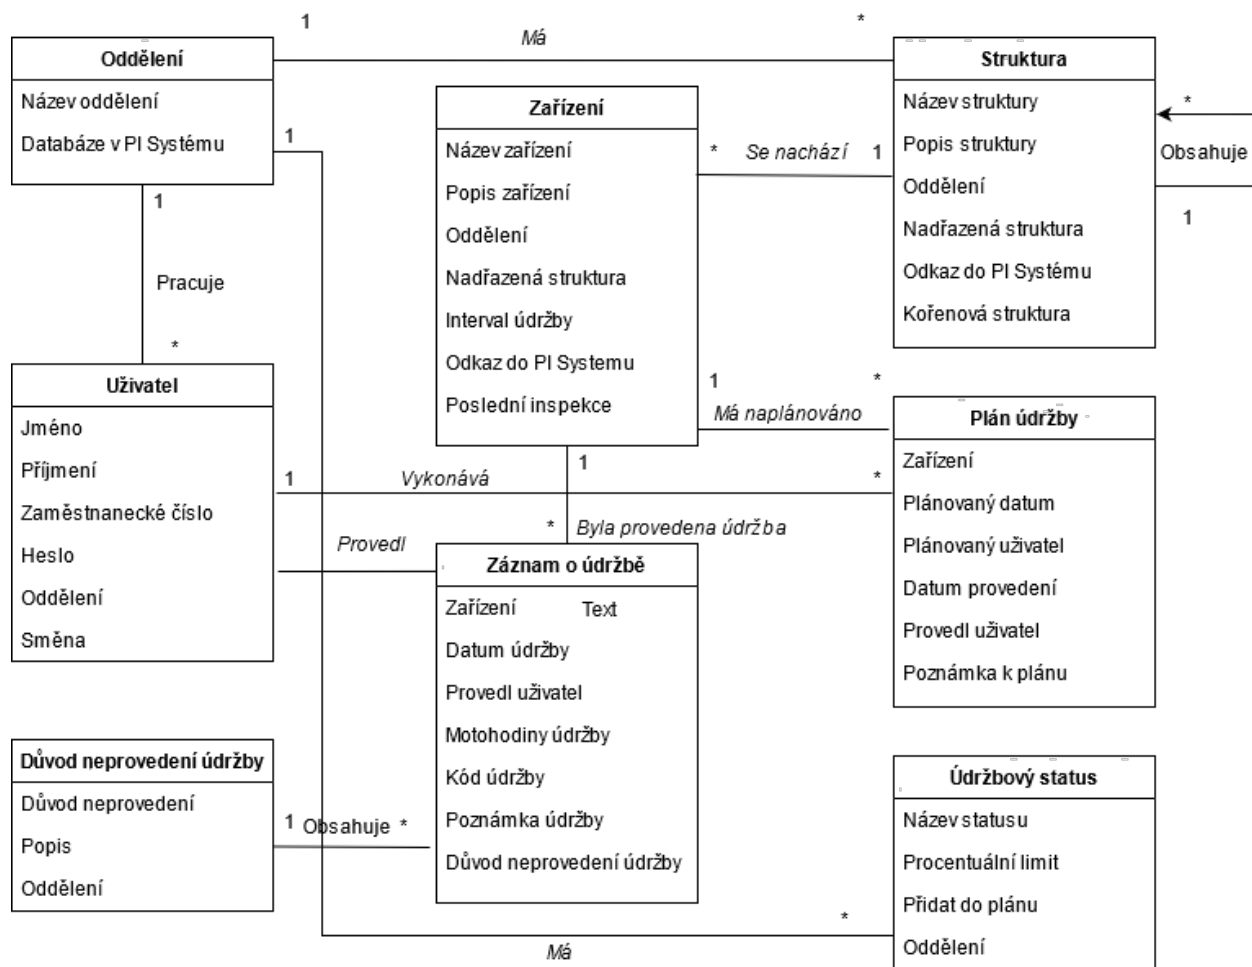 1
Má
*
Oddělení
Název oddělení
Databáze v PI Systému
1
1
Struktura
Název struktury
Popis struktury
Oddělení
Nadřazená struktura
Odkaz do PI Systému
Kořenová struktura
*
Obsahuje
1
Zařízení
Název zařízení
Popis zařízení
Oddělení
Nadřazená struktura
Interval údržby
Odkaz do PI Systemu
Poslední inspekce
* Se nachází 1
Pracuje
*
Uživatel
Jméno
Příjmení
Zaměstnanecké číslo
Heslo
Oddělení
Směna
1
*
Má naplánováno
Plán údržby
Zařízení
Plánovaný datum
Plánovaný uživatel
Datum provedení
Provedl uživatel
Poznámka k plánu
1 Vykonává *
1
* Byla provedena údržba
Provedl
Záznam o údržbě
Zařízení Text
Datum údržby
Provedl uživatel
Motohodiny údržby
Kód údržby
Poznámka údržby
Důvod neprovedení údržby
Důvod neprovedení údržby
Důvod neprovedení
Popis
Oddělení
1 Obsahuje *
Údržbový status
Název statusu
Procentuální limit
Přidat do plánu
Oddělení
*
Má